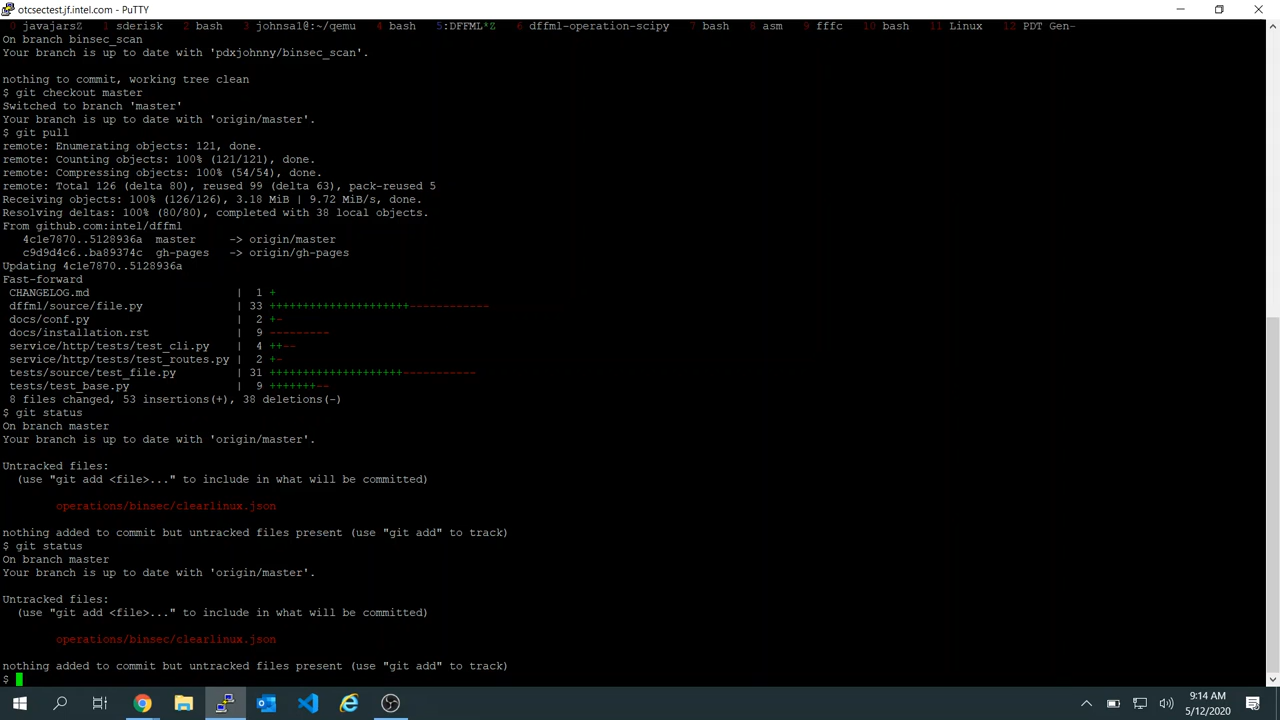 otcsectest.jf.intel.com - PuTTY
0 javajarsZ 1 sderisk 2 bash 3 johnsa1@:~/qemu 4 bash 5:DFFML*Z 6 dffml-operation-scipy 7 bash 8 asm 9 fffc 10 bash 11 Linux 12 PDT Gen-
On branch binsec_scan
Your branch is up to date with 'pdxjohnny/binsec_scan'.
nothing to commit, working tree clean
$ git checkout master
Switched to branch 'master'
Your branch is up to date with 'origin/master'.
$ git pull
remote: Enumerating objects: 121, done.
remote: Counting objects: 100% (121/121), done.
remote: Compressing objects: 100% (54/54), done.
remote: Total 126 (delta 80), reused 99 (delta 63), pack-reused 5
Receiving objects: 100% (126/126), 3.18 MiB | 9.72 MiB/s, done.
Resolving deltas: 100% (80/80), completed with 38 local objects.
From github.com:intel/dffml
4c1e7870..5128936a master -> origin/master
c9d9d4c6..ba89374c gh-pages -> origin/gh-pages
Updating 4c1e7870..5128936a
Fast-forward
CHANGELOG.md | 1 +
dffml/source/file.py | 33 +++++++++++++++++++++------------
docs/conf.py | 2 +-
docs/installation.rst | 9 ---------
service/http/tests/test_cli.py | 4 ++--
service/http/tests/test_routes.py | 2 +-
tests/source/test_file.py | 31 ++++++++++++++++++++-----------
tests/test_base.py | 9 +++++++--
8 files changed, 53 insertions(+), 38 deletions(-)
$ git status
On branch master
Your branch is up to date with 'origin/master'.
Untracked files:
(use "git add <file>..." to include in what will be committed)
operations/binsec/clearlinux.json
nothing added to commit but untracked files present (use "git add" to track)
$ git status
On branch master
Your branch is up to date with 'origin/master'.
Untracked files:
(use "git add <file>..." to include in what will be committed)
operations/binsec/clearlinux.json
nothing added to commit but untracked files present (use "git add" to track)
$
9:14 AM
5/12/2020